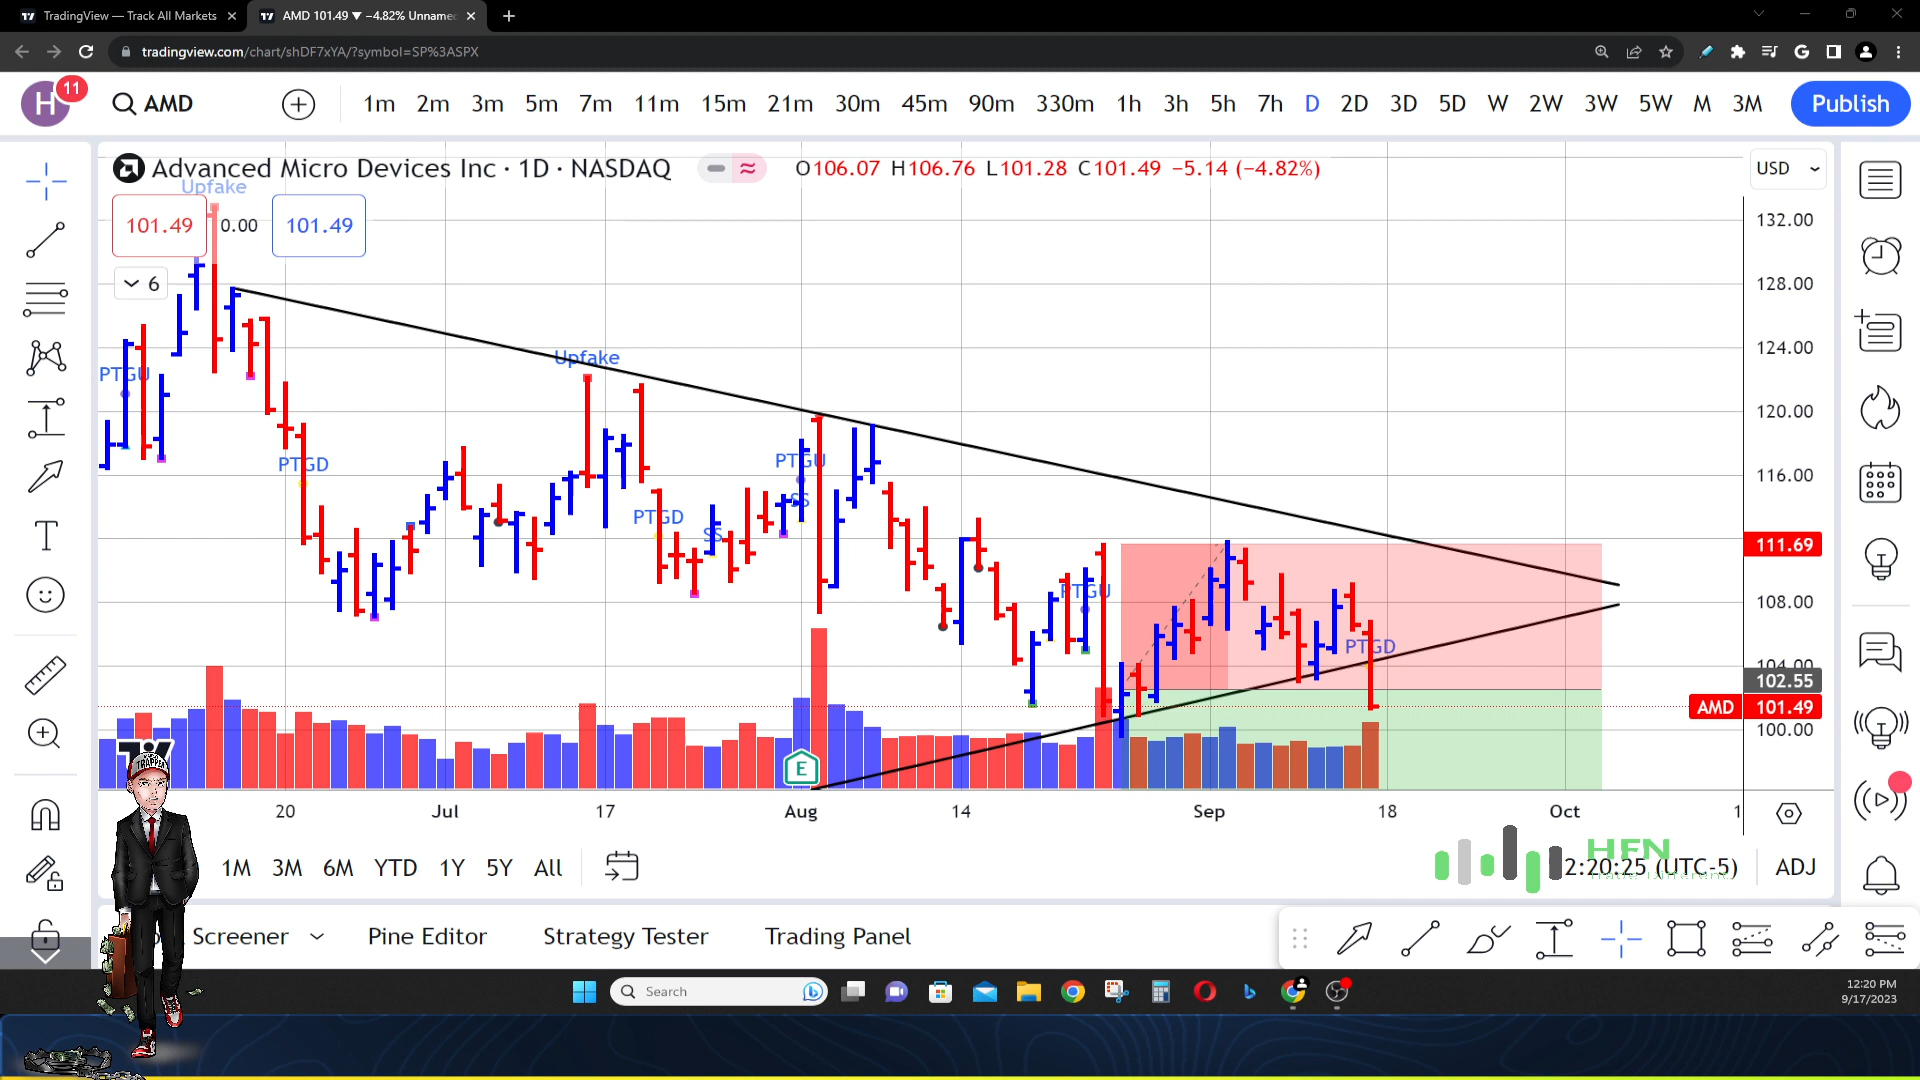 TradingView — Track All Markets
AMD 101.49 ▼ −4.82% Unname
tradingview.com/chart/shDF7xYA/?symbol=SP%3ASPX
H 11 AMD 1m 2m 3m 5m 7m 11m 15m 21m 30m 45m 90m 330m 1h 3h 5h 7h D 2D 3D 5D W 2W 3W 5W M 3M Publish
Advanced Micro Devices Inc · 1D · NASDAQ O106.07 H106.76 L101.28 C101.49 −5.14 (−4.82%) USD
Upfake
101.49 0.00 101.49
6
132.00
128.00
124.00
120.00
116.00
111.69
108.00
104.00
102.55
AMD 101.49
100.00
Upfake
PTGU
PTGD
PTGU
SS
PTGD
SS
PTGU
PTGD
E
20 Jul 17 Aug 14 Sep 18 Oct 1
1M 3M 6M YTD 1Y 5Y All
HFN
2:20:25 (UTC-5) ADJ
TRAPPER
Screener Pine Editor Strategy Tester Trading Panel
Search
12:20 PM
9/17/2023